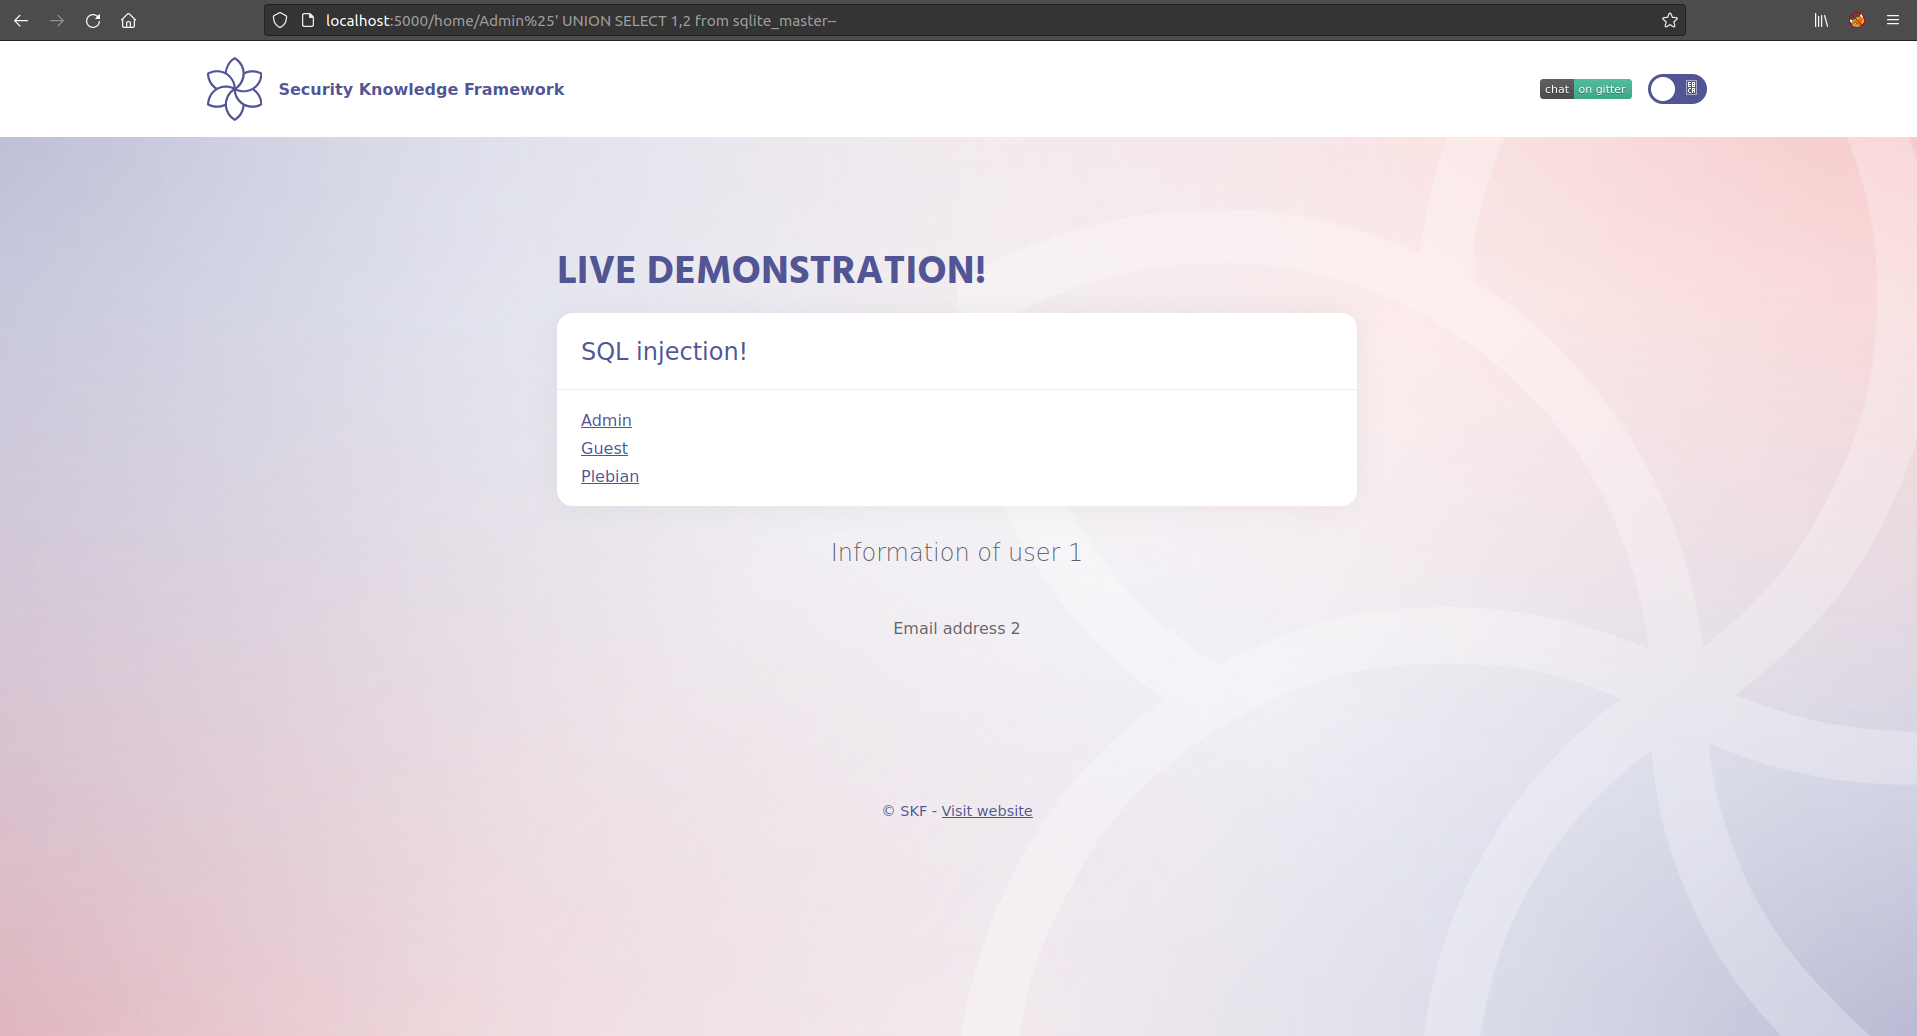 localhost:5000/home/Admin%25' UNION SELECT 1,2 from sqlite_master--
Security Knowledge Framework
chat on gitter
LIVE DEMONSTRATION!
SQL injection!
Admin
Guest
Plebian
Information of user 1
Email address 2
© SKF - Visit website